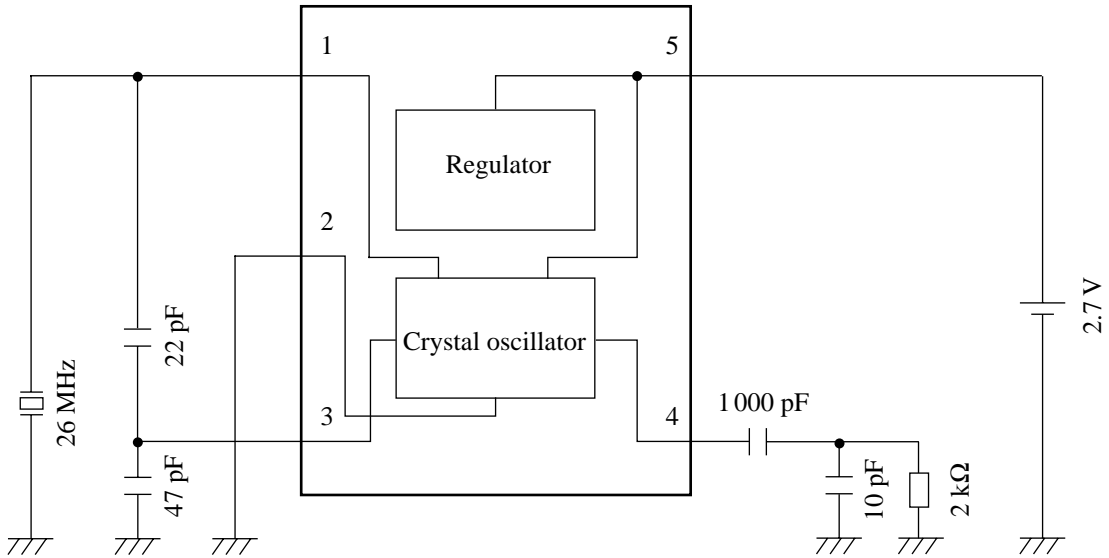 1
5
Regulator
2
22 pF
2.7 V
Crystal oscillator
26 MHz
3
4
1 000 pF
47 pF
10 pF
2 kΩ